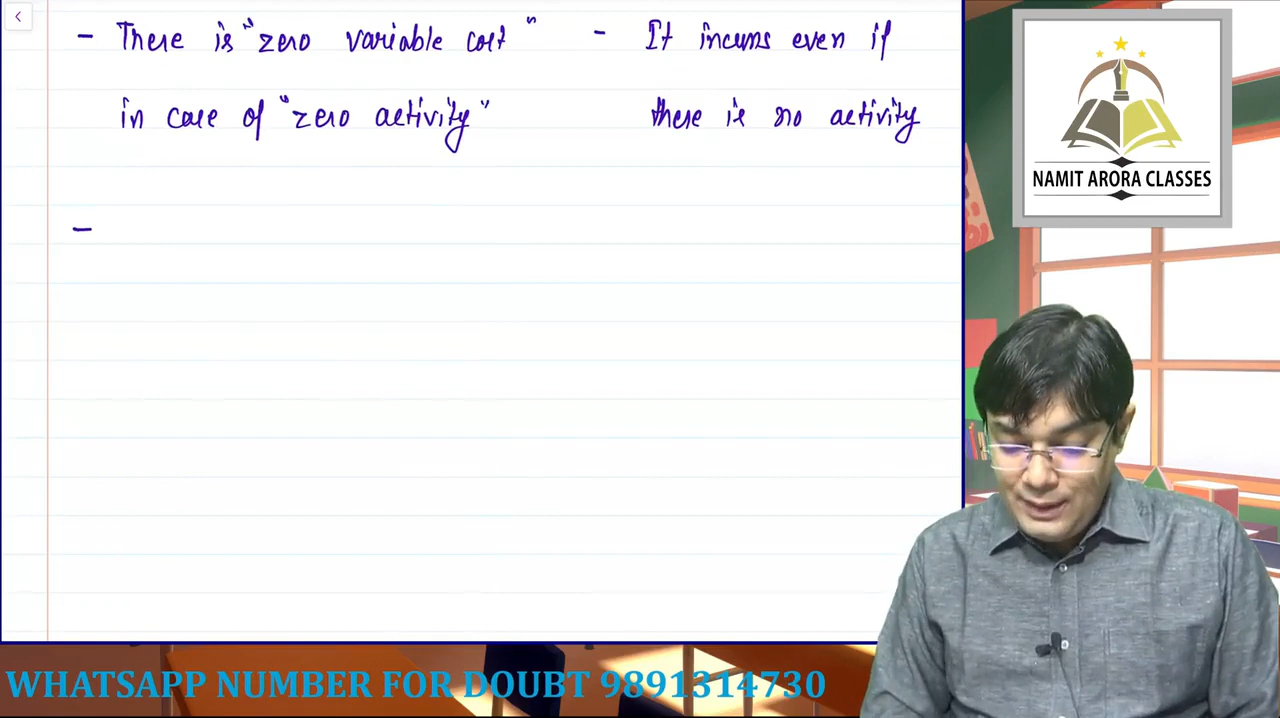 - There is "zero variable cost"
in case of "zero activity"
- It incurs even if
there is no activity
-
NAMIT ARORA CLASSES
WHATSAPP NUMBER FOR DOUBT 9891314730